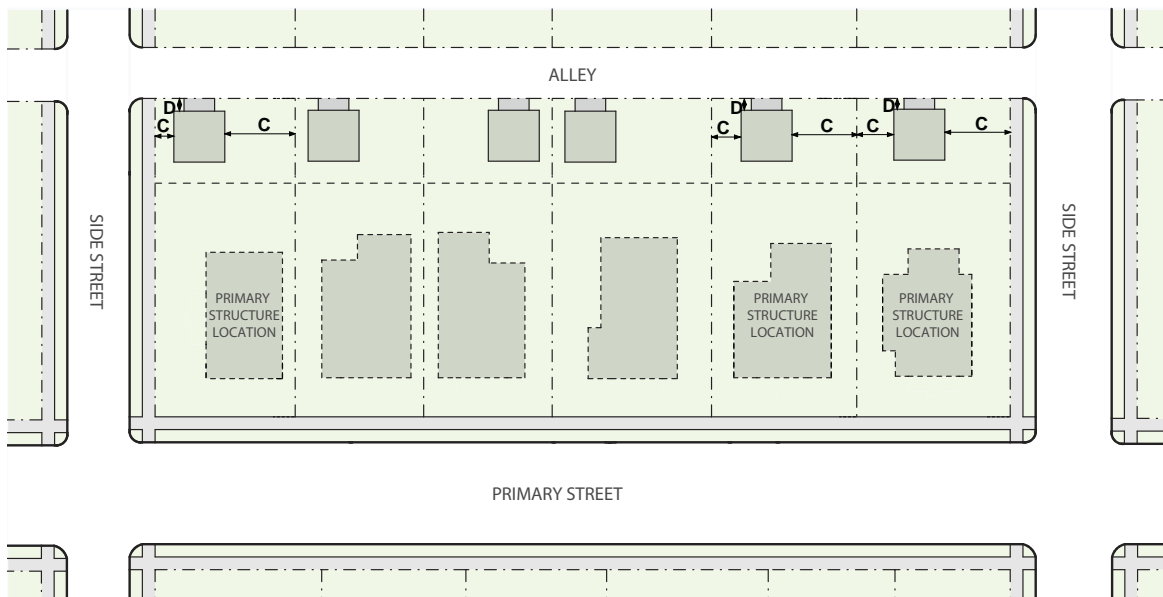 ALLEY
D
C
C
D
C
C
D
C
C
SIDE STREET
SIDE STREET
PRIMARY
STRUCTURE
LOCATION
PRIMARY
STRUCTURE
LOCATION
PRIMARY
STRUCTURE
LOCATION
PRIMARY STREET